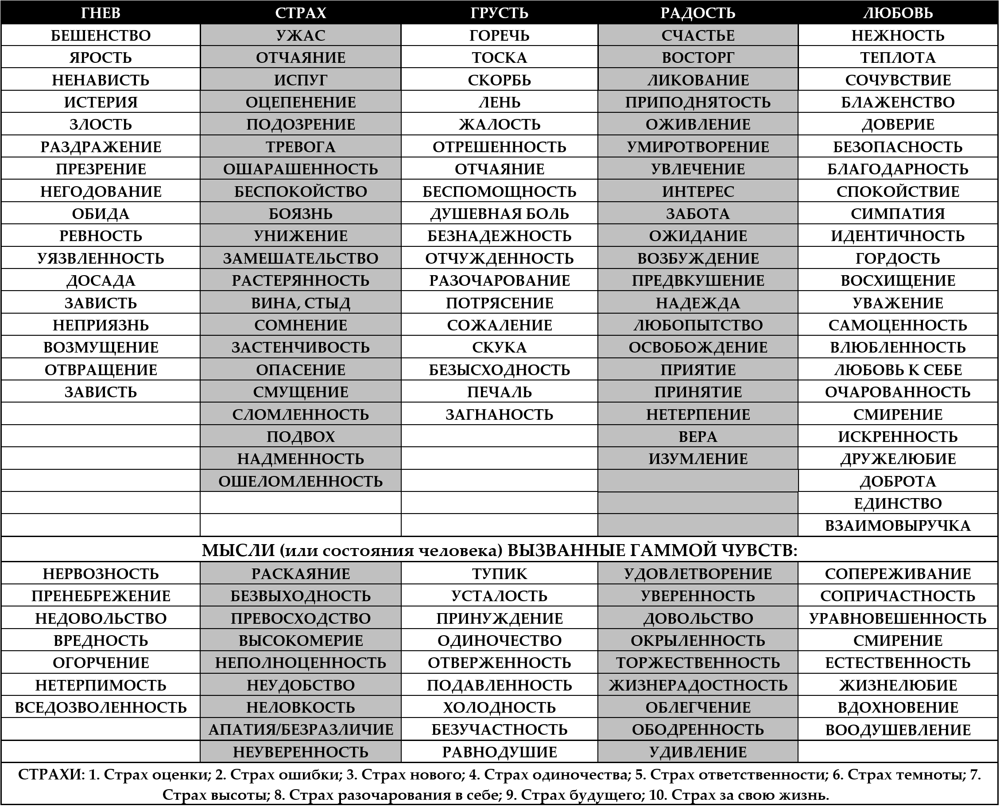 ГНЕВ СТРАХ ГРУСТЬ РАДОСТЬ ЛЮБОВЬ
БЕШЕНСТВО УЖАС ГОРЕЧЬ СЧАСТЬЕ НЕЖНОСТЬ
ЯРОСТЬ ОТЧАЯНИЕ ТОСКА ВОСТОРГ ТЕПЛОТА
НЕНАВИСТЬ ИСПУГ СКОРБЬ ЛИКОВАНИЕ СОЧУВСТВИЕ
ИСТЕРИЯ ОЦЕПЕНЕНИЕ ЛЕНЬ ПРИПОДНЯТОСТЬ БЛАЖЕНСТВО
ЗЛОСТЬ ПОДОЗРЕНИЕ ЖАЛОСТЬ ОЖИВЛЕНИЕ ДОВЕРИЕ
РАЗДРАЖЕНИЕ ТРЕВОГА ОТРЕШЕННОСТЬ УМИРОТВОРЕНИЕ БЕЗОПАСНОСТЬ
ПРЕЗРЕНИЕ ОШАРАШЕННОСТЬ ОТЧАЯНИЕ УВЛЕЧЕНИЕ БЛАГОДАРНОСТЬ
НЕГОДОВАНИЕ БЕСПОКОЙСТВО БЕСПОМОЩНОСТЬ ИНТЕРЕС СПОКОЙСТВИЕ
ОБИДА БОЯЗНЬ ДУШЕВНАЯ БОЛЬ ЗАБОТА СИМПАТИЯ
РЕВНОСТЬ УНИЖЕНИЕ БЕЗНАДЕЖНОСТЬ ОЖИДАНИЕ ИДЕНТИЧНОСТЬ
УЯЗВЛЕННОСТЬ ЗАМЕШАТЕЛЬСТВО ОТЧУЖДЕННОСТЬ ВОЗБУЖДЕНИЕ ГОРДОСТЬ
ДОСАДА РАСТЕРЯННОСТЬ РАЗОЧАРОВАНИЕ ПРЕДВКУШЕНИЕ ВОСХИЩЕНИЕ
ЗАВИСТЬ ВИНА, СТЫД ПОТРЯСЕНИЕ НАДЕЖДА УВАЖЕНИЕ
НЕПРИЯЗНЬ СОМНЕНИЕ СОЖАЛЕНИЕ ЛЮБОПЫТСТВО САМОЦЕННОСТЬ
ВОЗМУЩЕНИЕ ЗАСТЕНЧИВОСТЬ СКУКА ОСВОБОЖДЕНИЕ ВЛЮБЛЕННОСТЬ
ОТВРАЩЕНИЕ ОПАСЕНИЕ БЕЗЫСХОДНОСТЬ ПРИЯТИЕ ЛЮБОВЬ К СЕБЕ
ЗАВИСТЬ СМУЩЕНИЕ ПЕЧАЛЬ ПРИНЯТИЕ ОЧАРОВАННОСТЬ
СЛОМЛЕННОСТЬ ЗАГНАНОСТЬ НЕТЕРПЕНИЕ СМИРЕНИЕ
ПОДВОХ ВЕРА ИСКРЕННОСТЬ
НАДМЕННОСТЬ ИЗУМЛЕНИЕ ДРУЖЕЛЮБИЕ
ОШЕЛОМЛЕННОСТЬ ДОБРОТА
ЕДИНСТВО
ВЗАИМОВЫРУЧКА
МЫСЛИ (или состояния человека) ВЫЗВАННЫЕ ГАММОЙ ЧУВСТВ:
НЕРВОЗНОСТЬ РАСКАЯНИЕ ТУПИК УДОВЛЕТВОРЕНИЕ СОПЕРЕЖИВАНИЕ
ПРЕНЕБРЕЖЕНИЕ БЕЗВЫХОДНОСТЬ УСТАЛОСТЬ УВЕРЕННОСТЬ СОПРИЧАСТНОСТЬ
НЕДОВОЛЬСТВО ПРЕВОСХОДСТВО ПРИНУЖДЕНИЕ ДОВОЛЬСТВО УРАВНОВЕШЕННОСТЬ
ВРЕДНОСТЬ ВЫСОКОМЕРИЕ ОДИНОЧЕСТВО ОКРЫЛЕННОСТЬ СМИРЕНИЕ
ОГОРЧЕНИЕ НЕПОЛНОЦЕННОСТЬ ОТВЕРЖЕННОСТЬ ТОРЖЕСТВЕННОСТЬ ЕСТЕСТВЕННОСТЬ
НЕТЕРПИМОСТЬ НЕУДОБСТВО ПОДАВЛЕННОСТЬ ЖИЗНЕРАДОСТНОСТЬ ЖИЗНЕЛЮБИЕ
ВСЕДОЗВОЛЕННОСТЬ НЕЛОВКОСТЬ ХОЛОДНОСТЬ ОБЛЕГЧЕНИЕ ВДОХНОВЕНИЕ
АПАТИЯ/БЕЗРАЗЛИЧИЕ БЕЗУЧАСТНОСТЬ ОБОДРЕННОСТЬ ВООДУШЕВЛЕНИЕ
НЕУВЕРЕННОСТЬ РАВНОДУШИЕ УДИВЛЕНИЕ
СТРАХИ: 1. Страх оценки; 2. Страх ошибки; 3. Страх нового; 4. Страх одиночества; 5. Страх ответственности; 6. Страх темноты; 7.
Страх высоты; 8. Страх разочарования в себе; 9. Страх будущего; 10. Страх за свою жизнь.